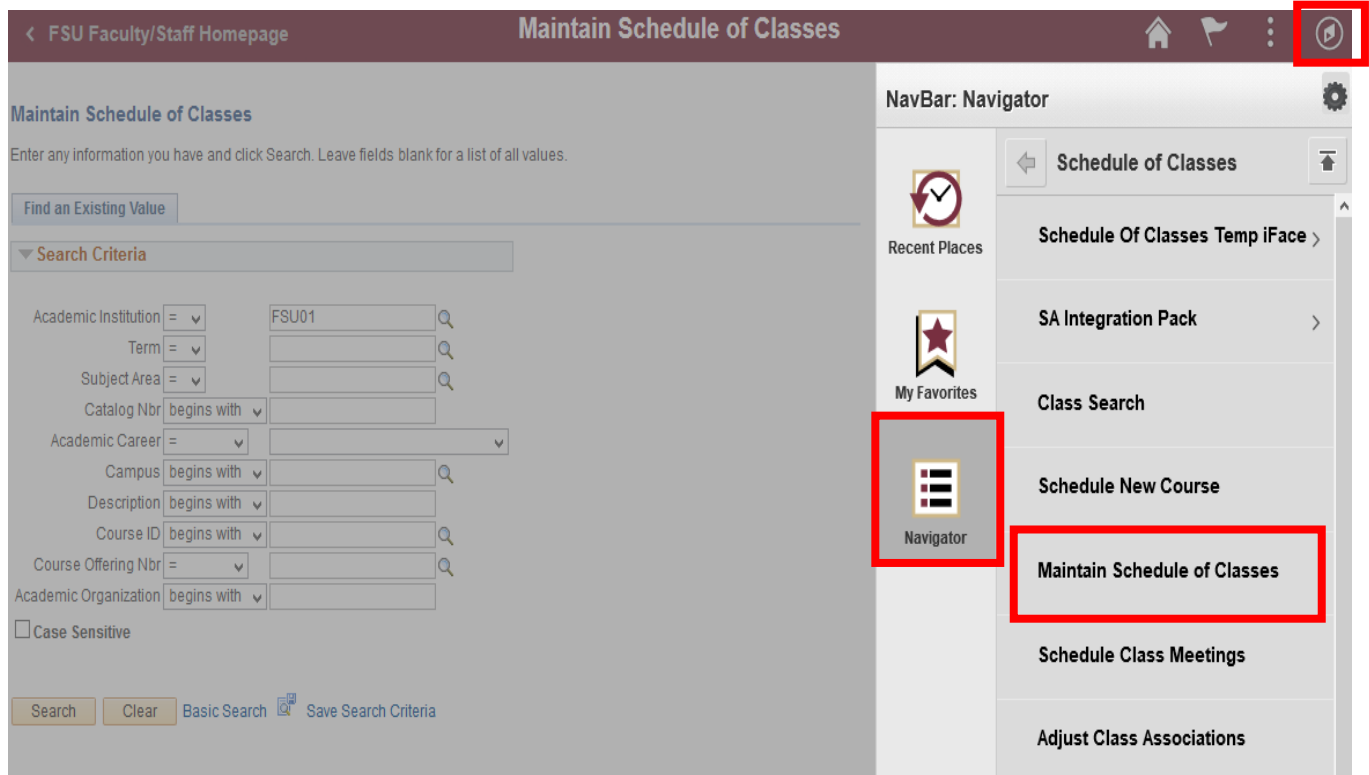 FSU Faculty/Staff Homepage
Maintain Schedule of Classes
Maintain Schedule of Classes
Enter any information you have and click Search. Leave fields blank for a list of all values.
Find an Existing Value
Search Criteria
Academic Institution = FSU01
Term =
Subject Area =
Catalog Nbr begins with
Academic Career =
Campus begins with
Description begins with
Course ID begins with
Course Offering Nbr =
Academic Organization begins with
Case Sensitive
Search Clear Basic Search Save Search Criteria
NavBar: Navigator
Recent Places
My Favorites
Navigator
Schedule of Classes
Schedule Of Classes Temp iFace
SA Integration Pack
Class Search
Schedule New Course
Maintain Schedule of Classes
Schedule Class Meetings
Adjust Class Associations